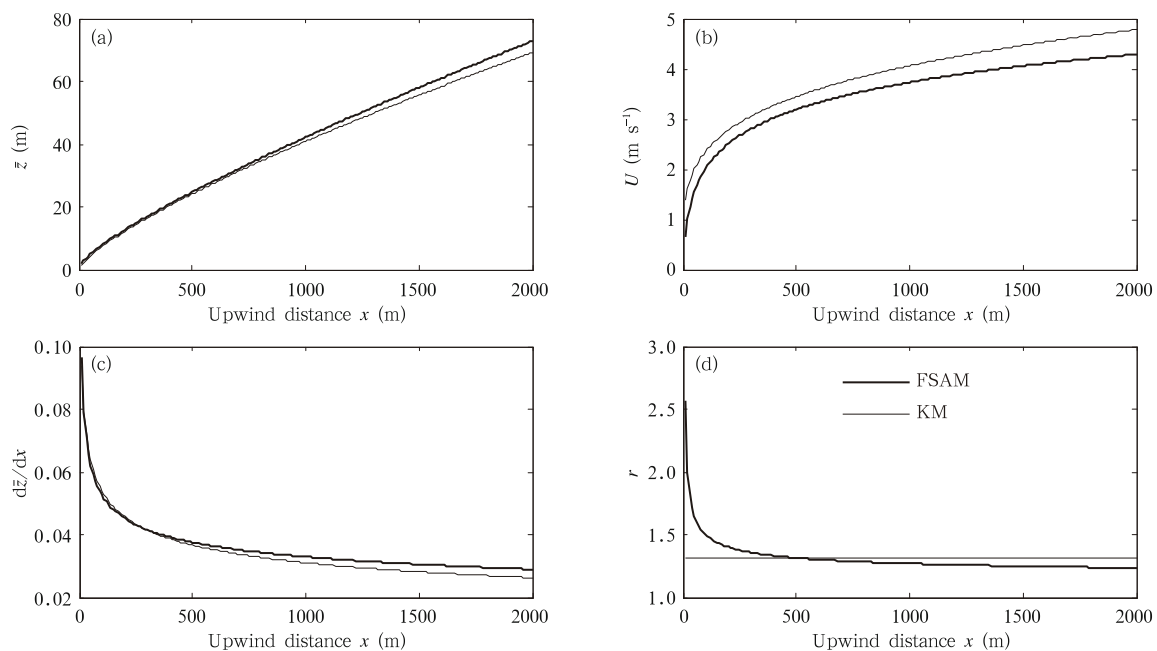 (a)
80
60
40
20
0
z̄ (m)
0 500 1000 1500 2000
Upwind distance x (m)
(b)
5
4
3
2
1
0
U (m s⁻¹)
0 500 1000 1500 2000
Upwind distance x (m)
(c)
0.10
0.08
0.06
0.04
0.02
dz̄/dx
0 500 1000 1500 2000
Upwind distance x (m)
(d)
3.0
2.5
2.0
1.5
1.0
r
FSAM
KM
0 500 1000 1500 2000
Upwind distance x (m)